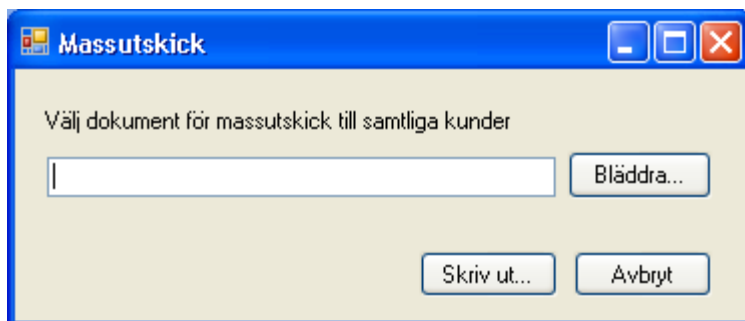 Massutskick
Välj dokument för massutskick till samtliga kunder
Bläddra...
Skriv ut... Avbryt